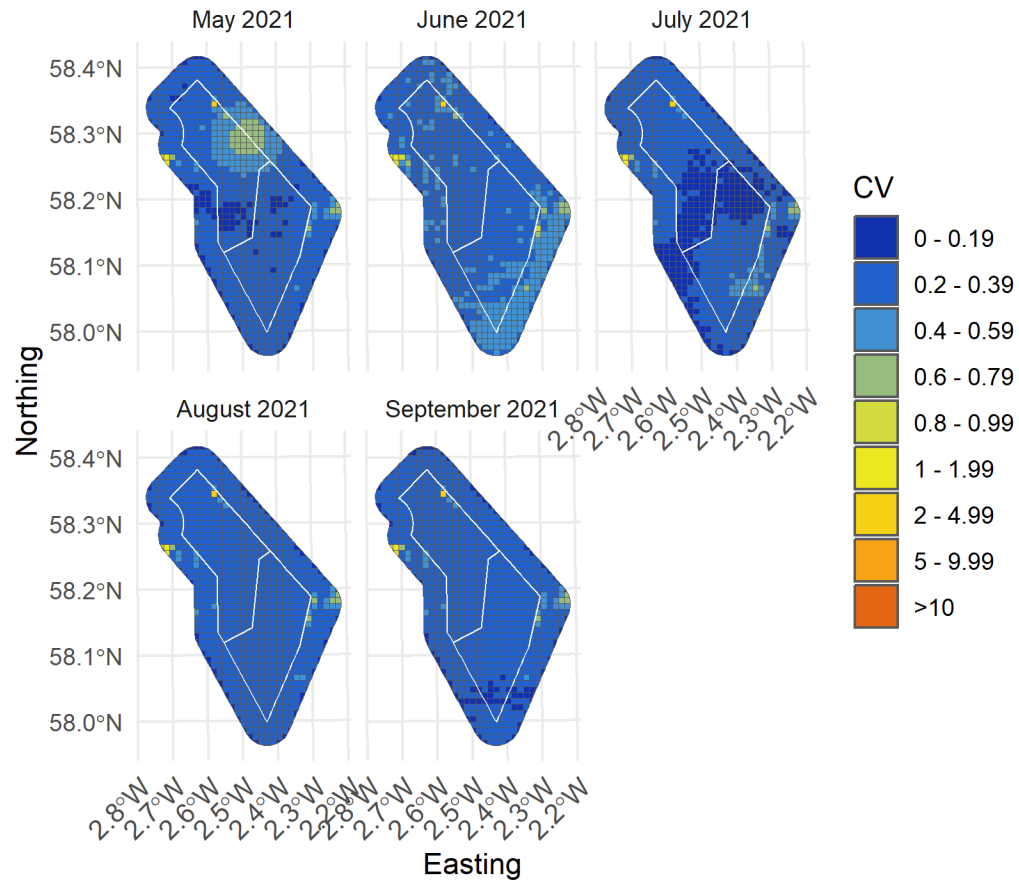 May 2021
June 2021
July 2021
58.4°N
58.3°N
58.2°N
58.1°N
58.0°N
2.8°W
2.7°W
2.6°W
2.5°W
2.4°W
2.3°W
2.2°W
August 2021
September 2021
58.4°N
58.3°N
58.2°N
58.1°N
58.0°N
2.8°W
2.7°W
2.6°W
2.5°W
2.4°W
2.3°W
2.2°W
2.8°W
2.7°W
2.6°W
2.5°W
2.4°W
2.3°W
2.2°W
Northing
Easting
CV
0 - 0.19
0.2 - 0.39
0.4 - 0.59
0.6 - 0.79
0.8 - 0.99
1 - 1.99
2 - 4.99
5 - 9.99
>10